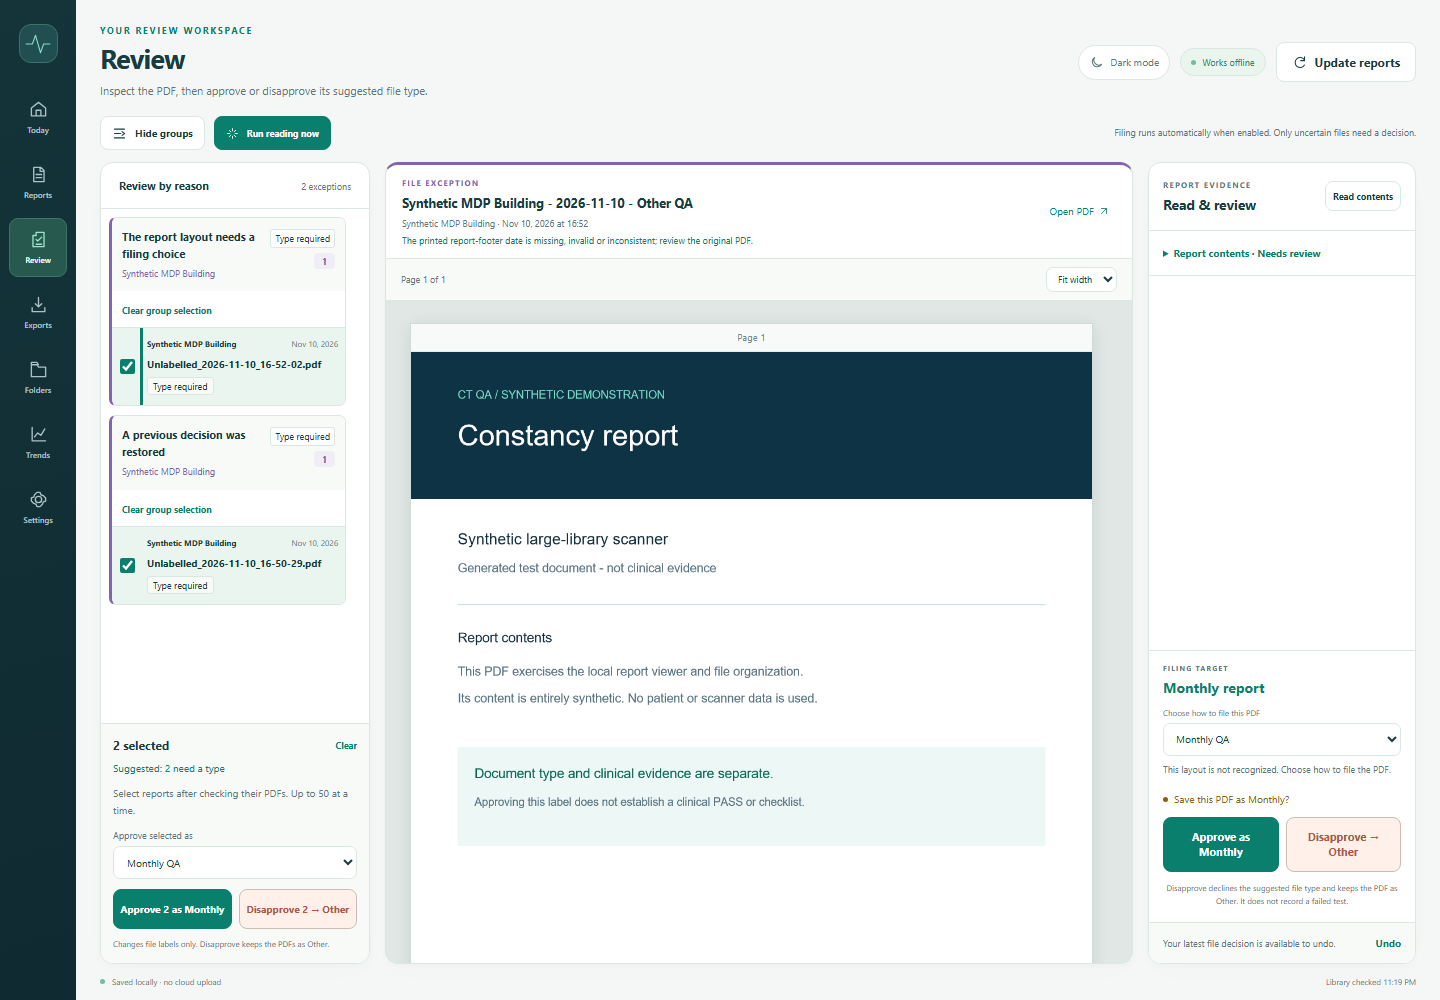 YOUR REVIEW WORKSPACE
Review
Inspect the PDF, then approve or disapprove its suggested file type.
Dark mode
Works offline
Update reports
Hide groups
Run reading now
Filing runs automatically when enabled. Only uncertain files need a decision.
Today
Reports
Review
Exports
Folders
Trends
Settings
Review by reason
2 exceptions
The report layout needs a
filing choice
Type required
1
Synthetic MDP Building
Clear group selection
Synthetic MDP Building
Nov 10, 2026
Unlabelled_2026-11-10_16-52-02.pdf
Type required
A previous decision was
restored
Type required
1
Synthetic MDP Building
Clear group selection
Synthetic MDP Building
Nov 10, 2026
Unlabelled_2026-11-10_16-50-29.pdf
Type required
2 selected
Clear
Suggested: 2 need a type
Select reports after checking their PDFs. Up to 50 at a
time.
Approve selected as
Monthly QA
Approve 2 as Monthly
Disapprove 2 → Other
Changes file labels only. Disapprove keeps the PDFs as Other.
FILE EXCEPTION
Synthetic MDP Building - 2026-11-10 - Other QA
Synthetic MDP Building · Nov 10, 2026 at 16:52
The printed report-footer date is missing, invalid or inconsistent; review the original PDF.
Open PDF
Page 1 of 1
Fit width
Page 1
CT QA / SYNTHETIC DEMONSTRATION
Constancy report
Synthetic large-library scanner
Generated test document - not clinical evidence
Report contents
This PDF exercises the local report viewer and file organization.
Its content is entirely synthetic. No patient or scanner data is used.
Document type and clinical evidence are separate.
Approving this label does not establish a clinical PASS or checklist.
REPORT EVIDENCE
Read & review
Read contents
Report contents · Needs review
FILING TARGET
Monthly report
Choose how to file this PDF
Monthly QA
This layout is not recognized. Choose how to file the PDF.
Save this PDF as Monthly?
Approve as
Monthly
Disapprove →
Other
Disapprove declines the suggested file type and keeps the PDF as
Other. It does not record a failed test.
Your latest file decision is available to undo.
Undo
Saved locally · no cloud upload
Library checked 11:19 PM